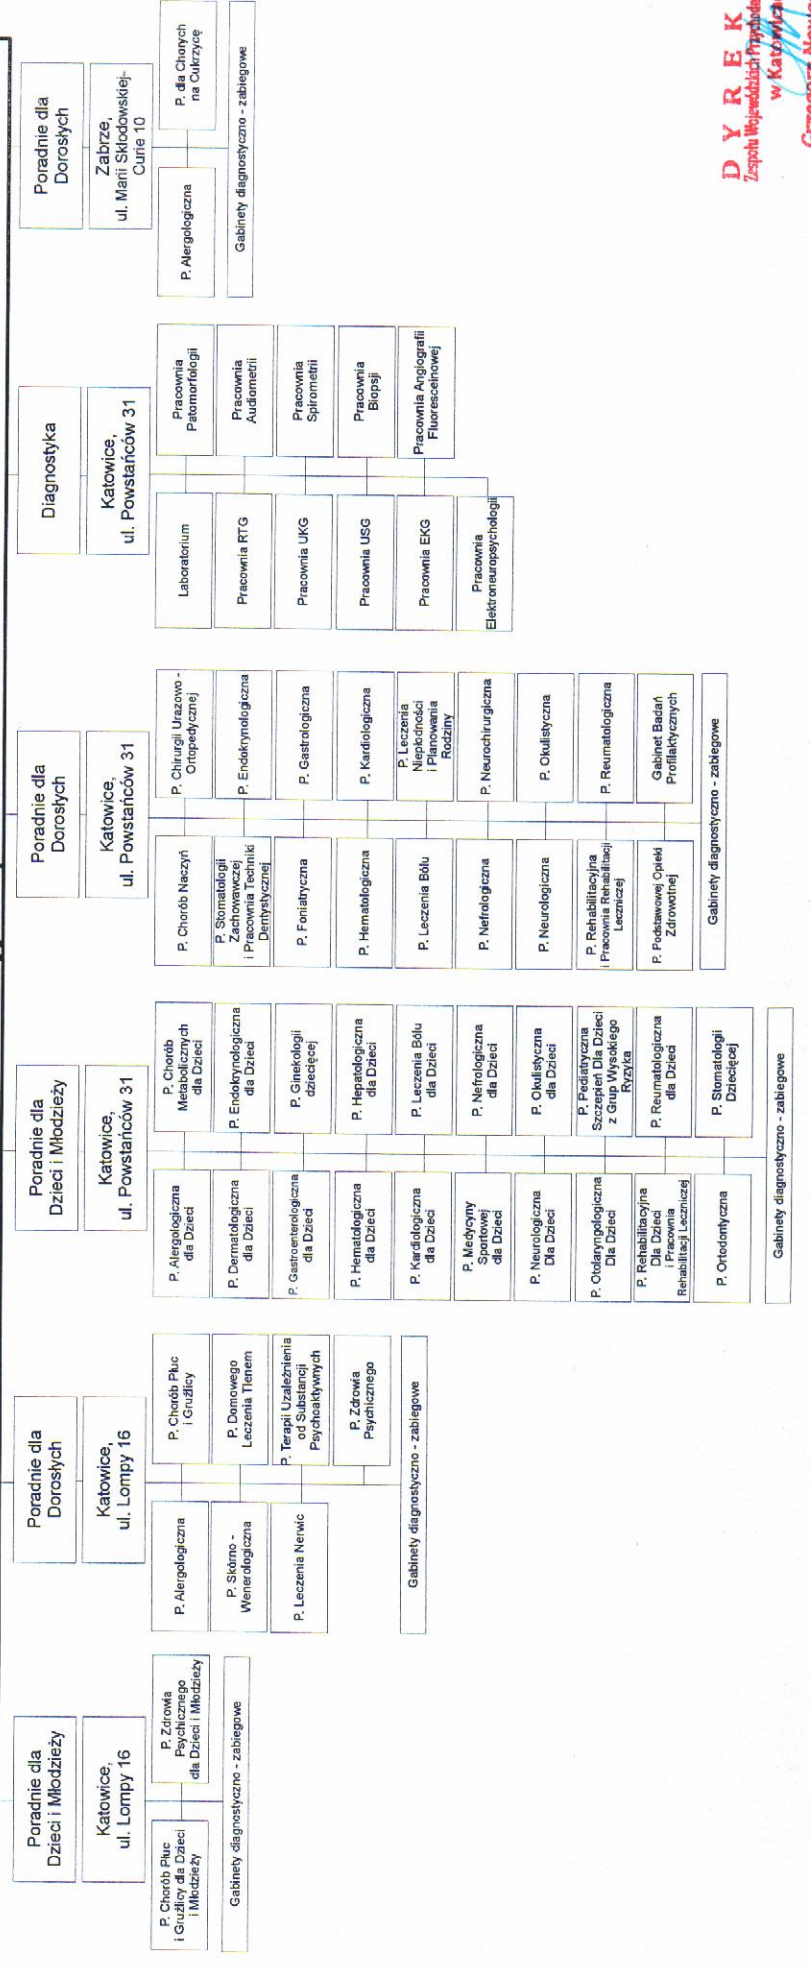 Poradnie dla
Dzieci i Młodzieży
Katowice,
ul. Lompy 16
P. Chorób Płuc
i Gruźlicy dla Dzieci
i Młodzieży
P. Zdrowia
Psychicznego
dla Dzieci i Młodzieży
Gabinety diagnostyczno - zabiegowe
Poradnie dla
Dorosłych
Katowice,
ul. Lompy 16
P. Alergologiczna
P. Chorób Płuc
i Gruźlicy
P. Skórno -
Wenerologiczna
P. Domowego
Leczenia Tlenem
P. Leczenia Nerwic
P. Terapii Uzależnienia
od Substancji
Psychoaktywnych
P. Zdrowia
Psychicznego
Gabinety diagnostyczno - zabiegowe
Poradnie dla
Dzieci i Młodzieży
Katowice,
ul. Powstańców 31
P. Alergologiczna
dla Dzieci
P. Chorób
Metabolicznych
dla Dzieci
P. Dermatologiczna
dla Dzieci
P. Endokrynologiczna
dla Dzieci
P. Gastroenterologiczna
dla Dzieci
P. Ginekologii
dziecięcej
P. Hematologiczna
dla Dzieci
P. Hepatologiczna
dla Dzieci
P. Kardiologiczna
dla Dzieci
P. Leczenia Bólu
dla Dzieci
P. Medycyny
Sportowej
dla Dzieci
P. Nefrologiczna
dla Dzieci
P. Neurologiczna
dla Dzieci
P. Okulistyczna
dla Dzieci
P. Otolaryngologiczna
Dla Dzieci
P. Pediatryczna
Szczepień Dla Dzieci
z Grup Wysokiego
Ryzyka
P. Rehabilitacyjna
Dla Dzieci
i Pracownia
Rehabilitacji Leczniczej
P. Reumatologiczna
dla Dzieci
P. Ortodontyczna
P. Stomatologii
Dziecięcej
Gabinety diagnostyczno - zabiegowe
Poradnie dla
Dorosłych
Katowice,
ul. Powstańców 31
P. Chorób Naczyń
P. Chirurgii Urazowo -
Ortopedycznej
P. Stomatologii
Zachowawczej
i Pracownia Techniki
Dentystycznej
P. Endokrynologiczna
P. Foniatryczna
P. Gastrologiczna
P. Hematologiczna
P. Kardiologiczna
P. Leczenia Bólu
P. Leczenia
Niepłodności
i Planowania
Rodziny
P. Nefrologiczna
P. Neurochirurgiczna
P. Neurologiczna
P. Okulistyczna
P. Rehabilitacyjna
i Pracownia Rehabilitacji
Leczniczej
P. Reumatologiczna
P. Podstawowej Opieki
Zdrowotnej
Gabinet Badań
Profilaktycznych
Gabinety diagnostyczno - zabiegowe
Diagnostyka
Katowice,
ul. Powstańców 31
Laboratorium
Pracownia
Patomorfologii
Pracownia RTG
Pracownia
Audiometrii
Pracownia UKG
Pracownia
Spirometrii
Pracownia USG
Pracownia
Biopsji
Pracownia EKG
Pracownia Angiografii
Fluoresceinowej
Pracownia
Elektroneuropsychologii
Poradnie dla
Dorosłych
Zabrze,
ul. Marii Skłodowskiej-
Curie 10
P. Alergologiczna
P. dla Chorych
na Cukrzycę
Gabinety diagnostyczno - zabiegowe
D Y R E K
Zespołu Wojewódzkich Przychodni
w Katowicach
Grzegorz